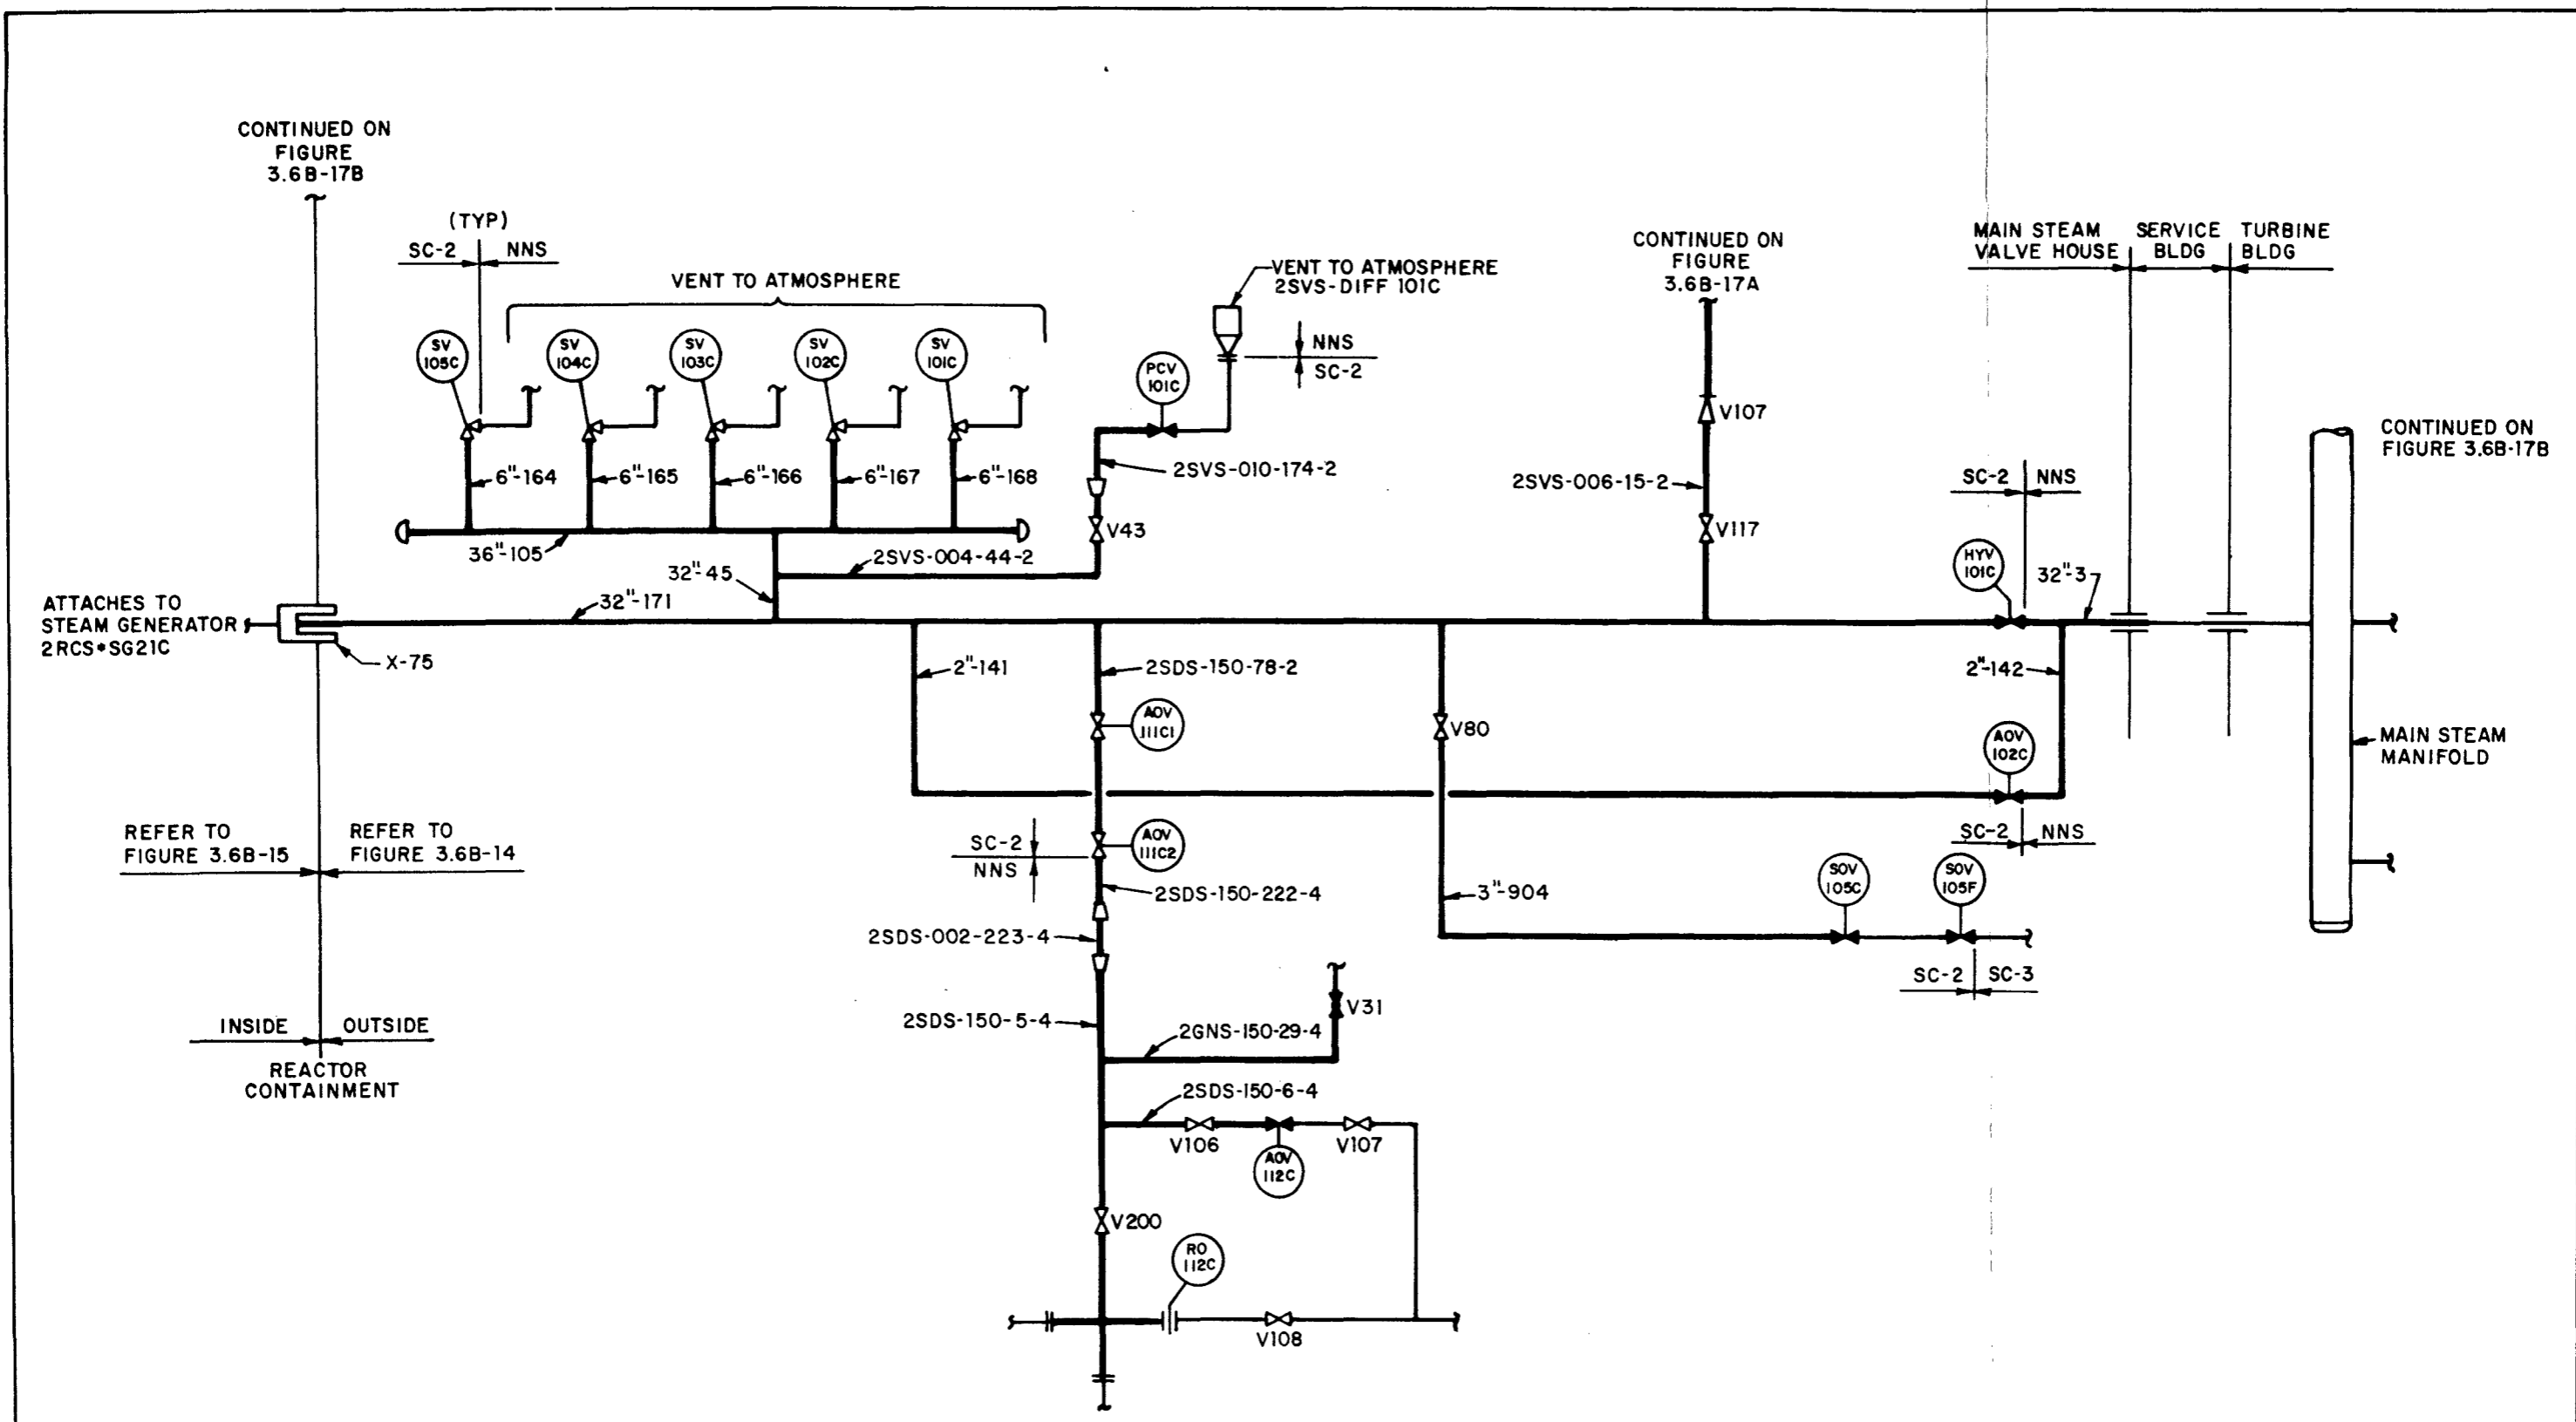 CONTINUED ON
FIGURE
3.6B-17B
(TYP)
SC-2
NNS
VENT TO ATMOSPHERE
VENT TO ATMOSPHERE
2SVS-DIFF 101C
NNS
SC-2
CONTINUED ON
FIGURE
3.6B-17A
MAIN STEAM
VALVE HOUSE
SERVICE
BLDG
TURBINE
BLDG
SV
105C
SV
104C
SV
103C
SV
102C
SV
101C
PCV
101C
V107
CONTINUED ON
FIGURE 3.6B-17B
6"-164
6"-165
6"-166
6"-167
6"-168
2SVS-010-174-2
2SVS-006-15-2
SC-2
NNS
V43
V117
36"-105
2SVS-004-44-2
32"-45
HYV
101C
32"-3
ATTACHES TO
STEAM GENERATOR
2RCS*SG21C
32"-171
X-75
2"-141
2SDS-150-78-2
2"-142
AOV
111C1
V80
AOV
102C
MAIN STEAM
MANIFOLD
REFER TO
FIGURE 3.6B-15
REFER TO
FIGURE 3.6B-14
SC-2
NNS
AOV
111C2
SC-2
NNS
2SDS-150-222-4
3"-904
SOV
105C
SOV
105F
2SDS-002-223-4
SC-2
SC-3
INSIDE
OUTSIDE
REACTOR
CONTAINMENT
2SDS-150-5-4
V31
2GNS-150-29-4
2SDS-150-6-4
V106
AOV
112C
V107
V200
RO
112C
V108